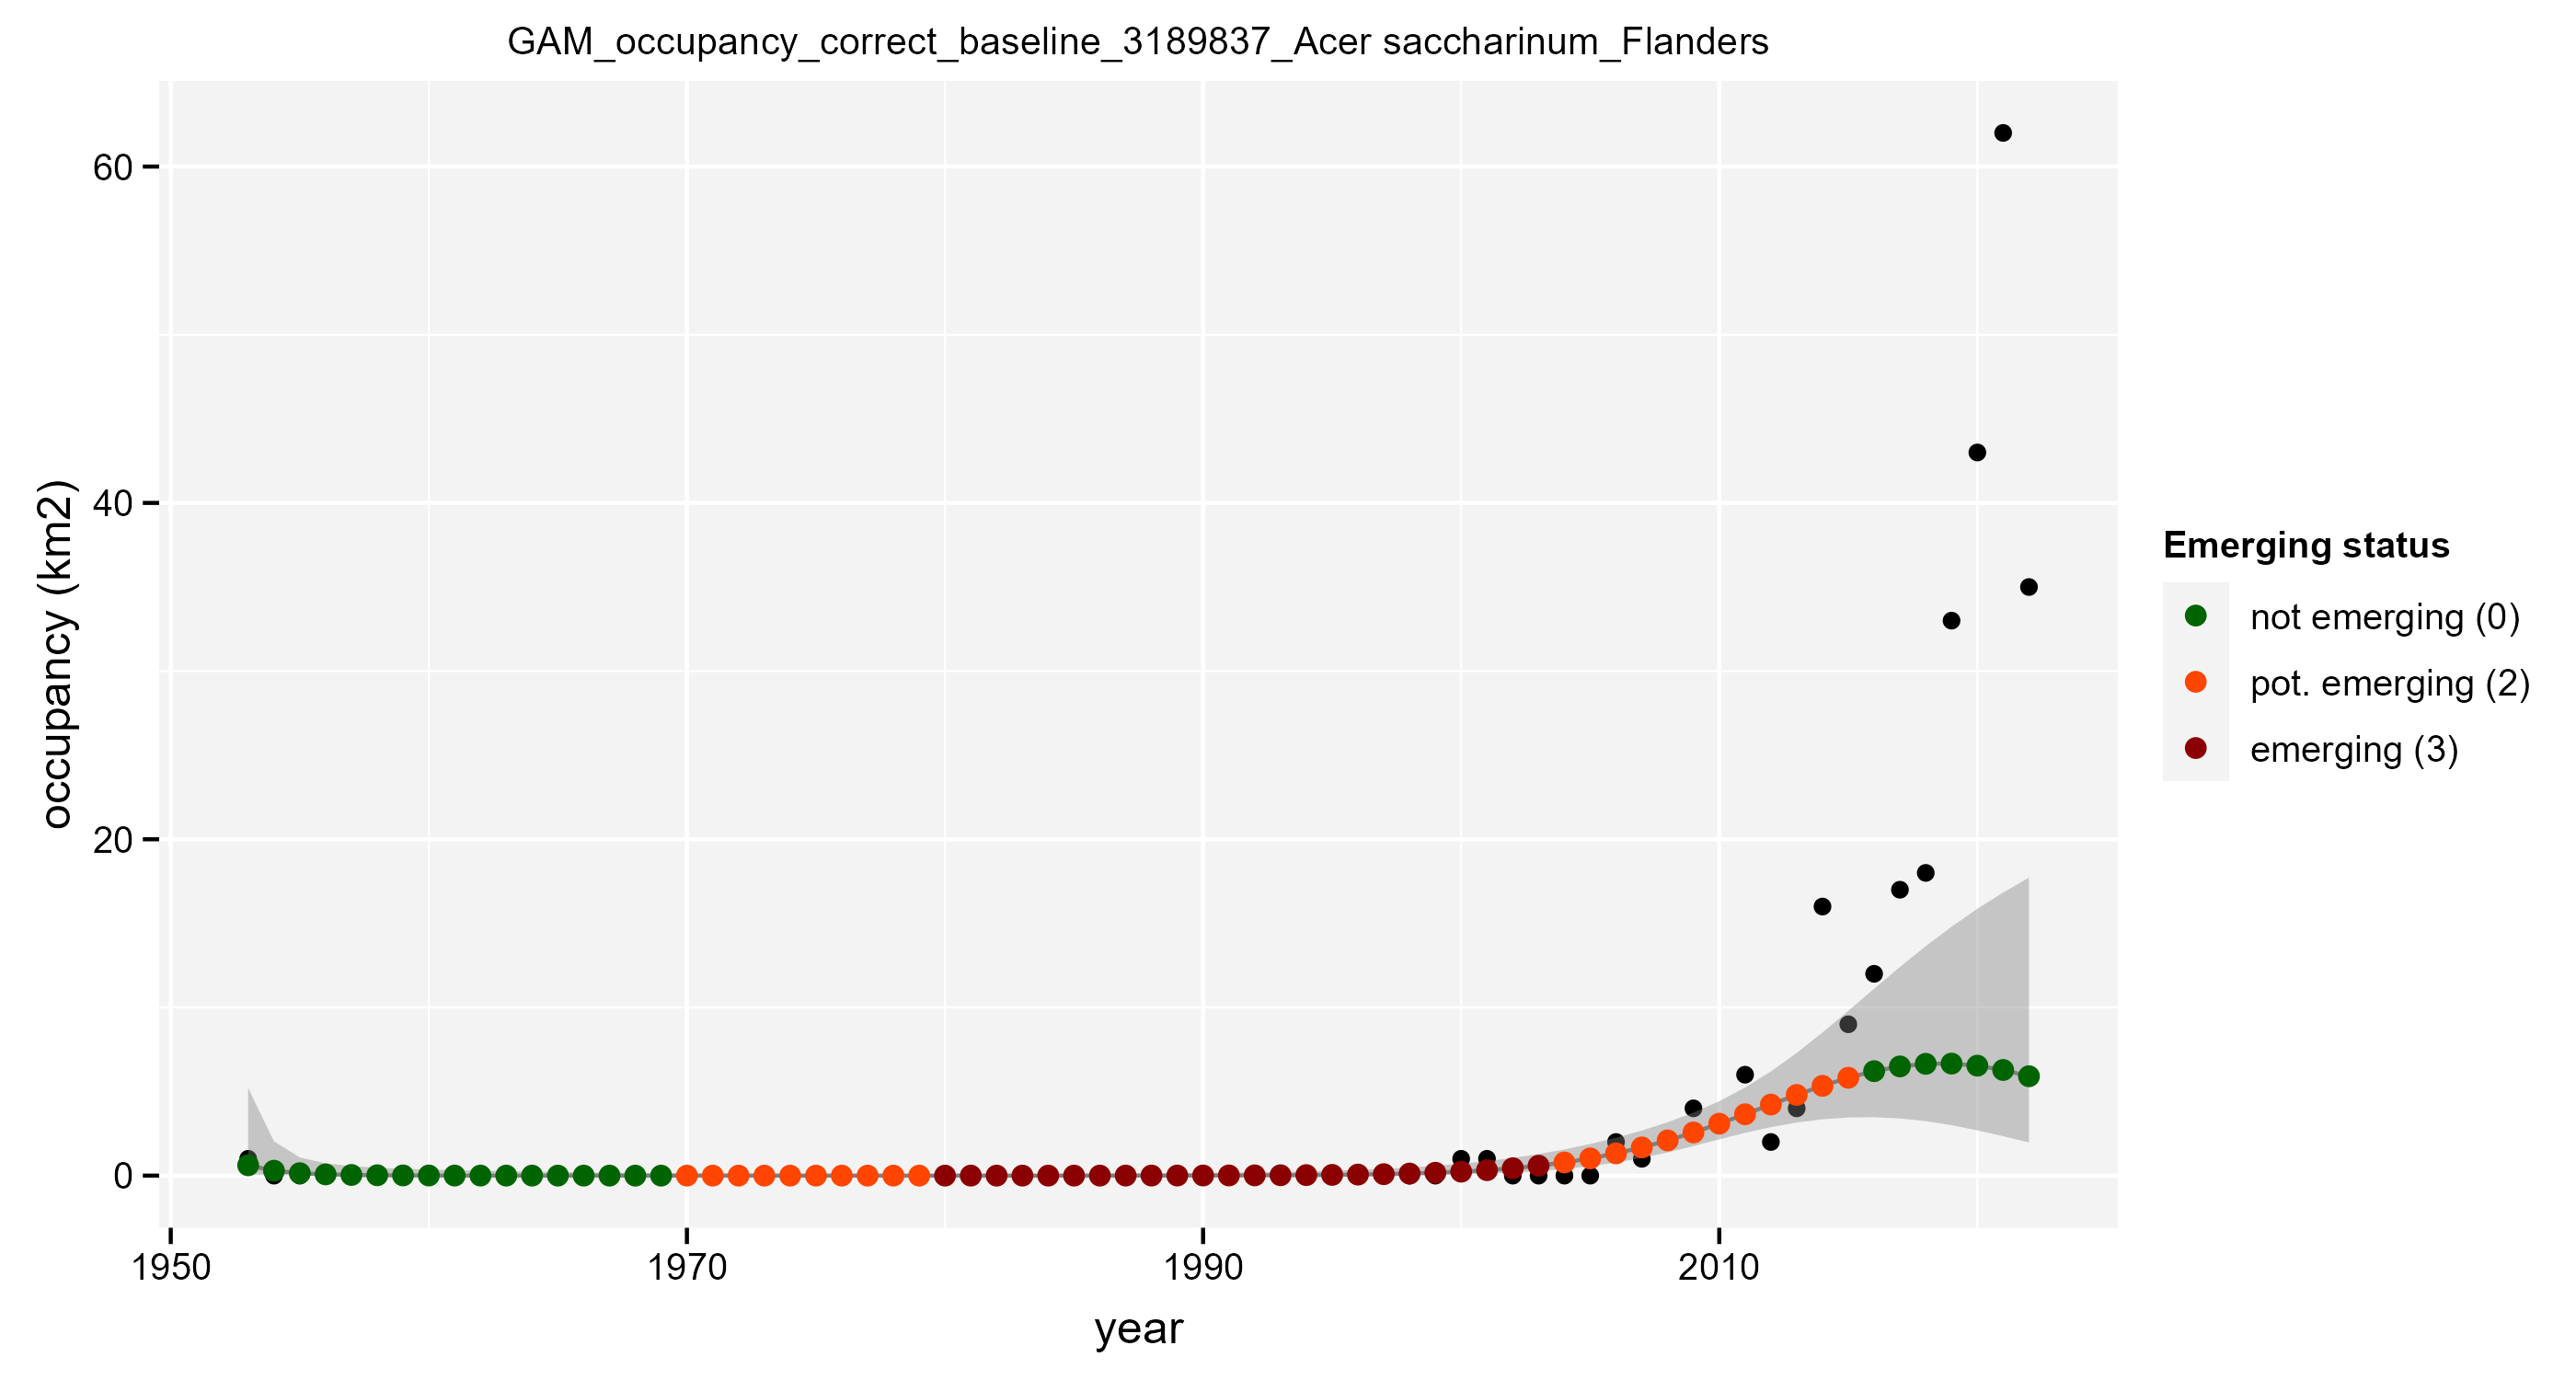 GAM_occupancy_correct_baseline_3189837_Acer saccharinum_Flanders
occupancy (km2)
60
40
20
0
1950
1970
1990
2010
year
Emerging status
not emerging (0)
pot. emerging (2)
emerging (3)